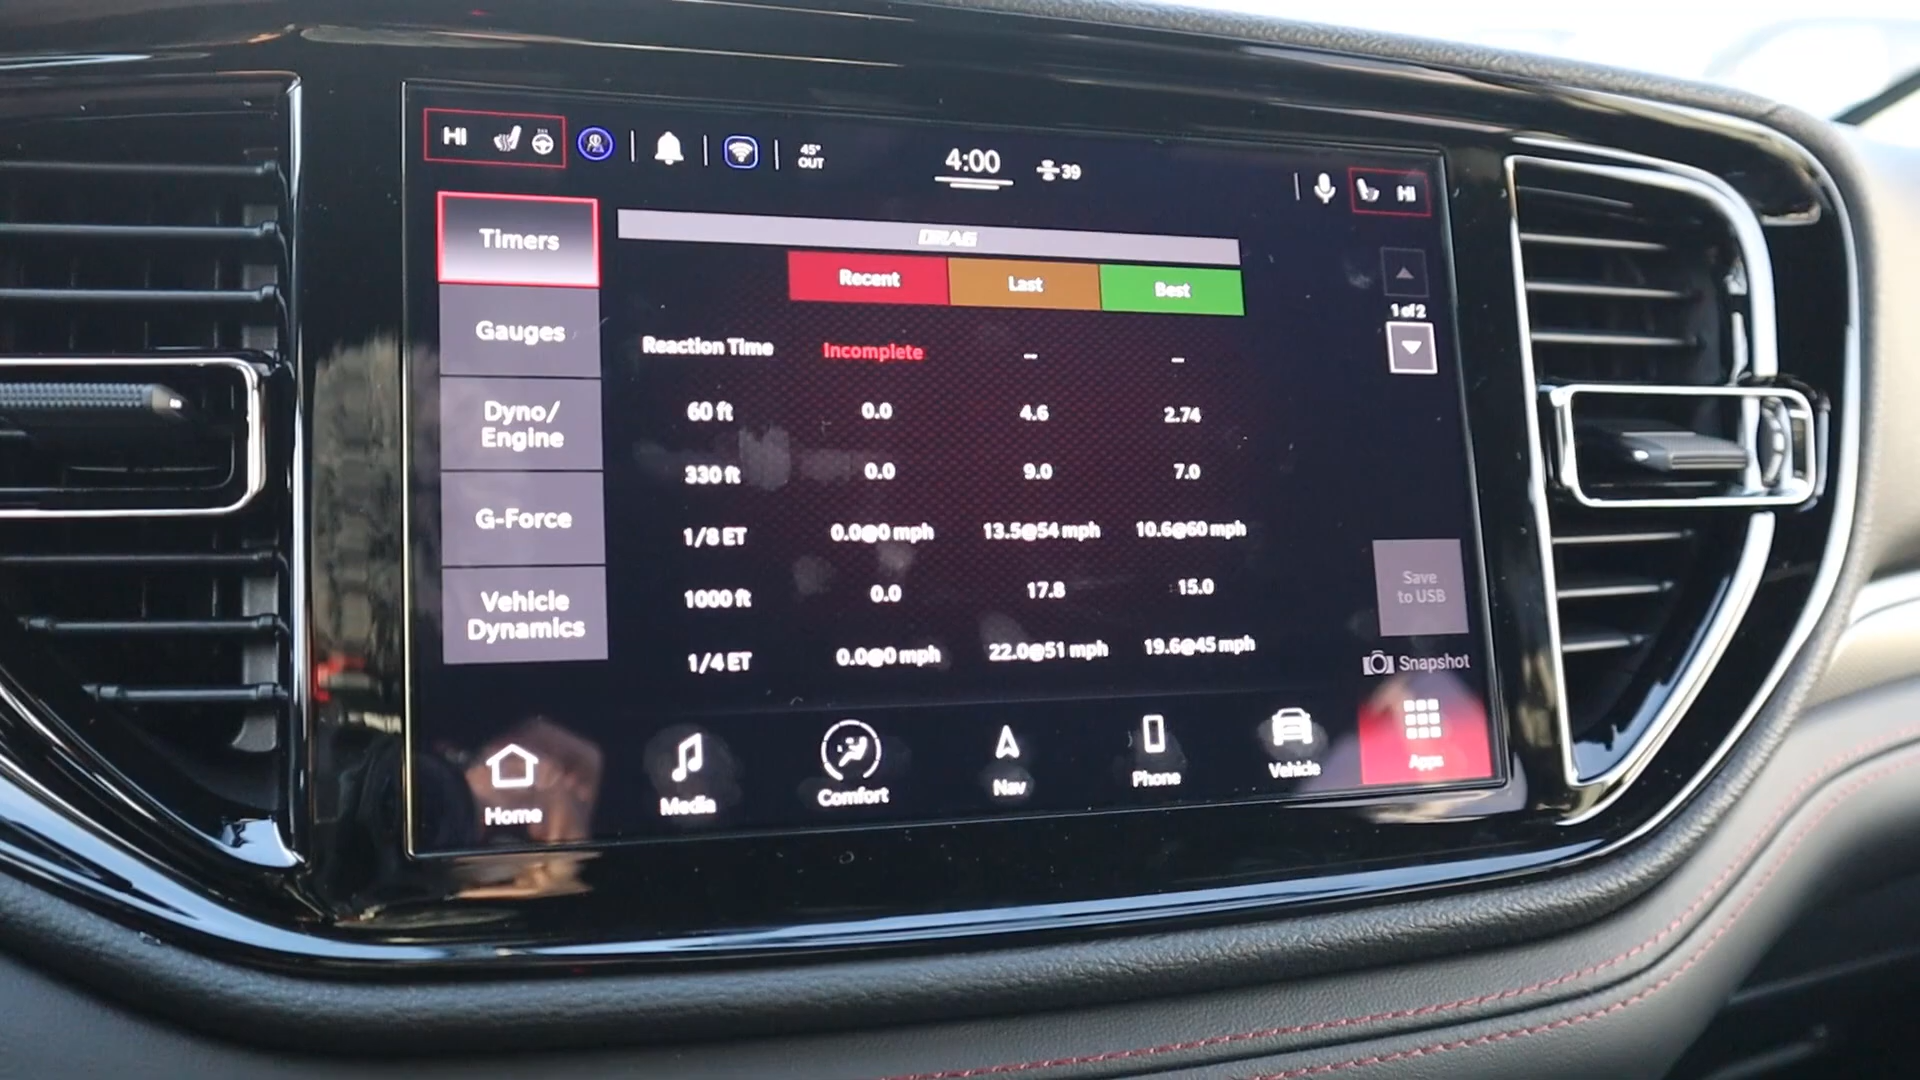 HI
45°
OUT
4:00
39
HI
Timers
Gauges
Dyno/
Engine
G-Force
Vehicle
Dynamics
DRAG
Recent Last Best
Reaction Time Incomplete -- --
60 ft 0.0 4.6 2.74
330 ft 0.0 9.0 7.0
1/8 ET 0.0@0 mph 13.5@54 mph 10.6@60 mph
1000 ft 0.0 17.8 15.0
1/4 ET 0.0@0 mph 22.0@51 mph 19.6@45 mph
1 of 2
Save
to USB
Snapshot
Home
Media
Comfort
Nav
Phone
Vehicle
Apps